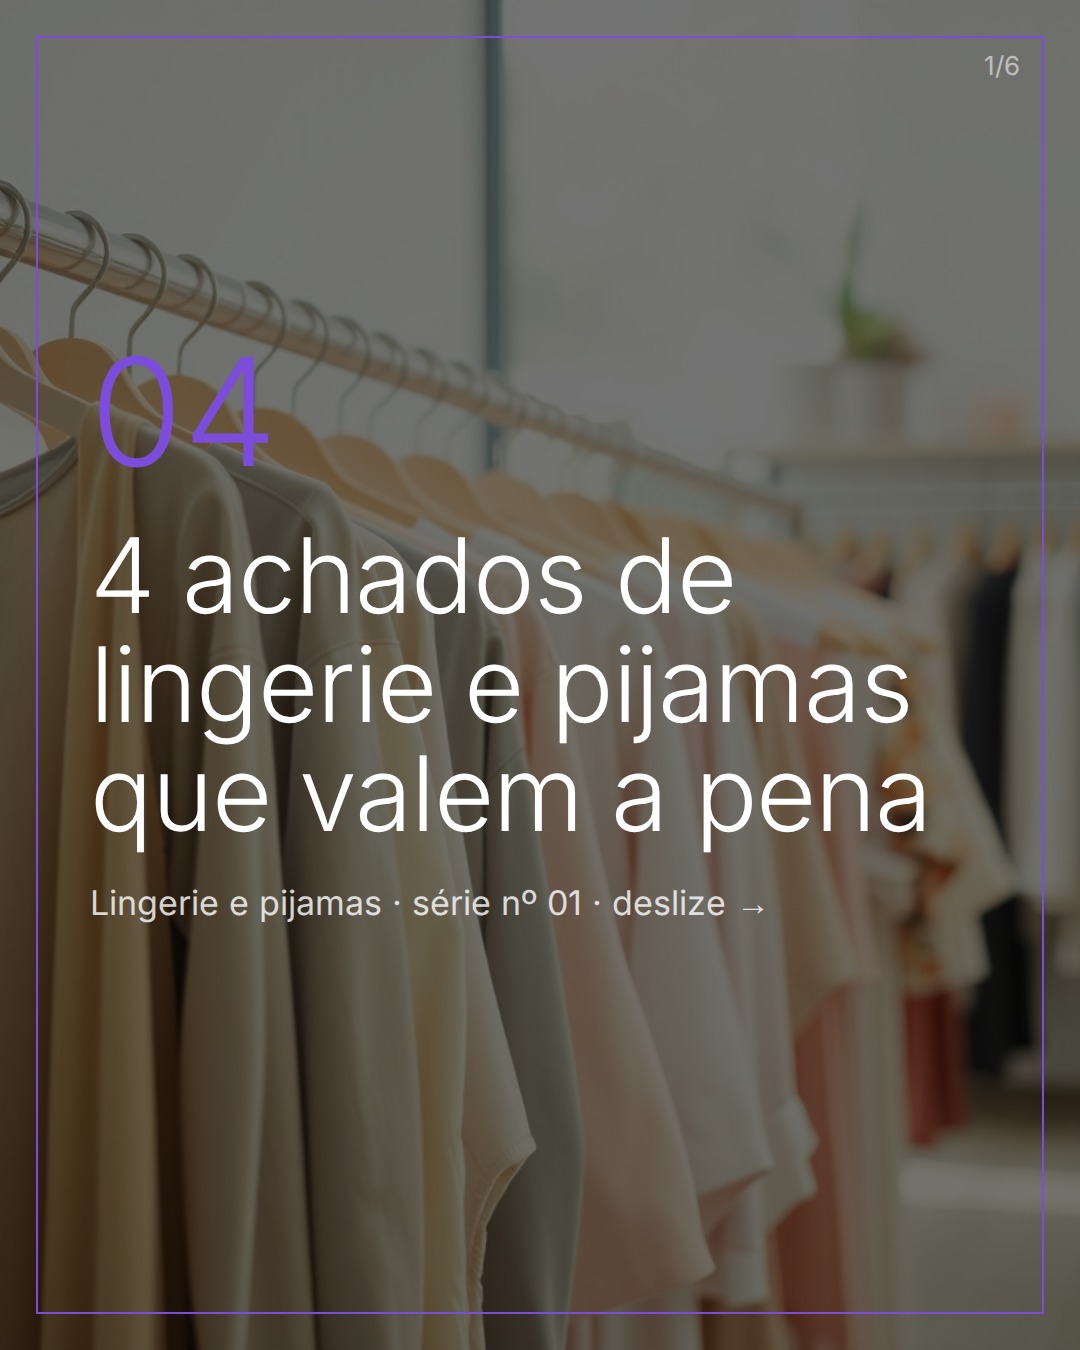 1/6
04
4 achados de
lingerie e pijamas
que valem a pena
Lingerie e pijamas · série nº 01 · deslize →